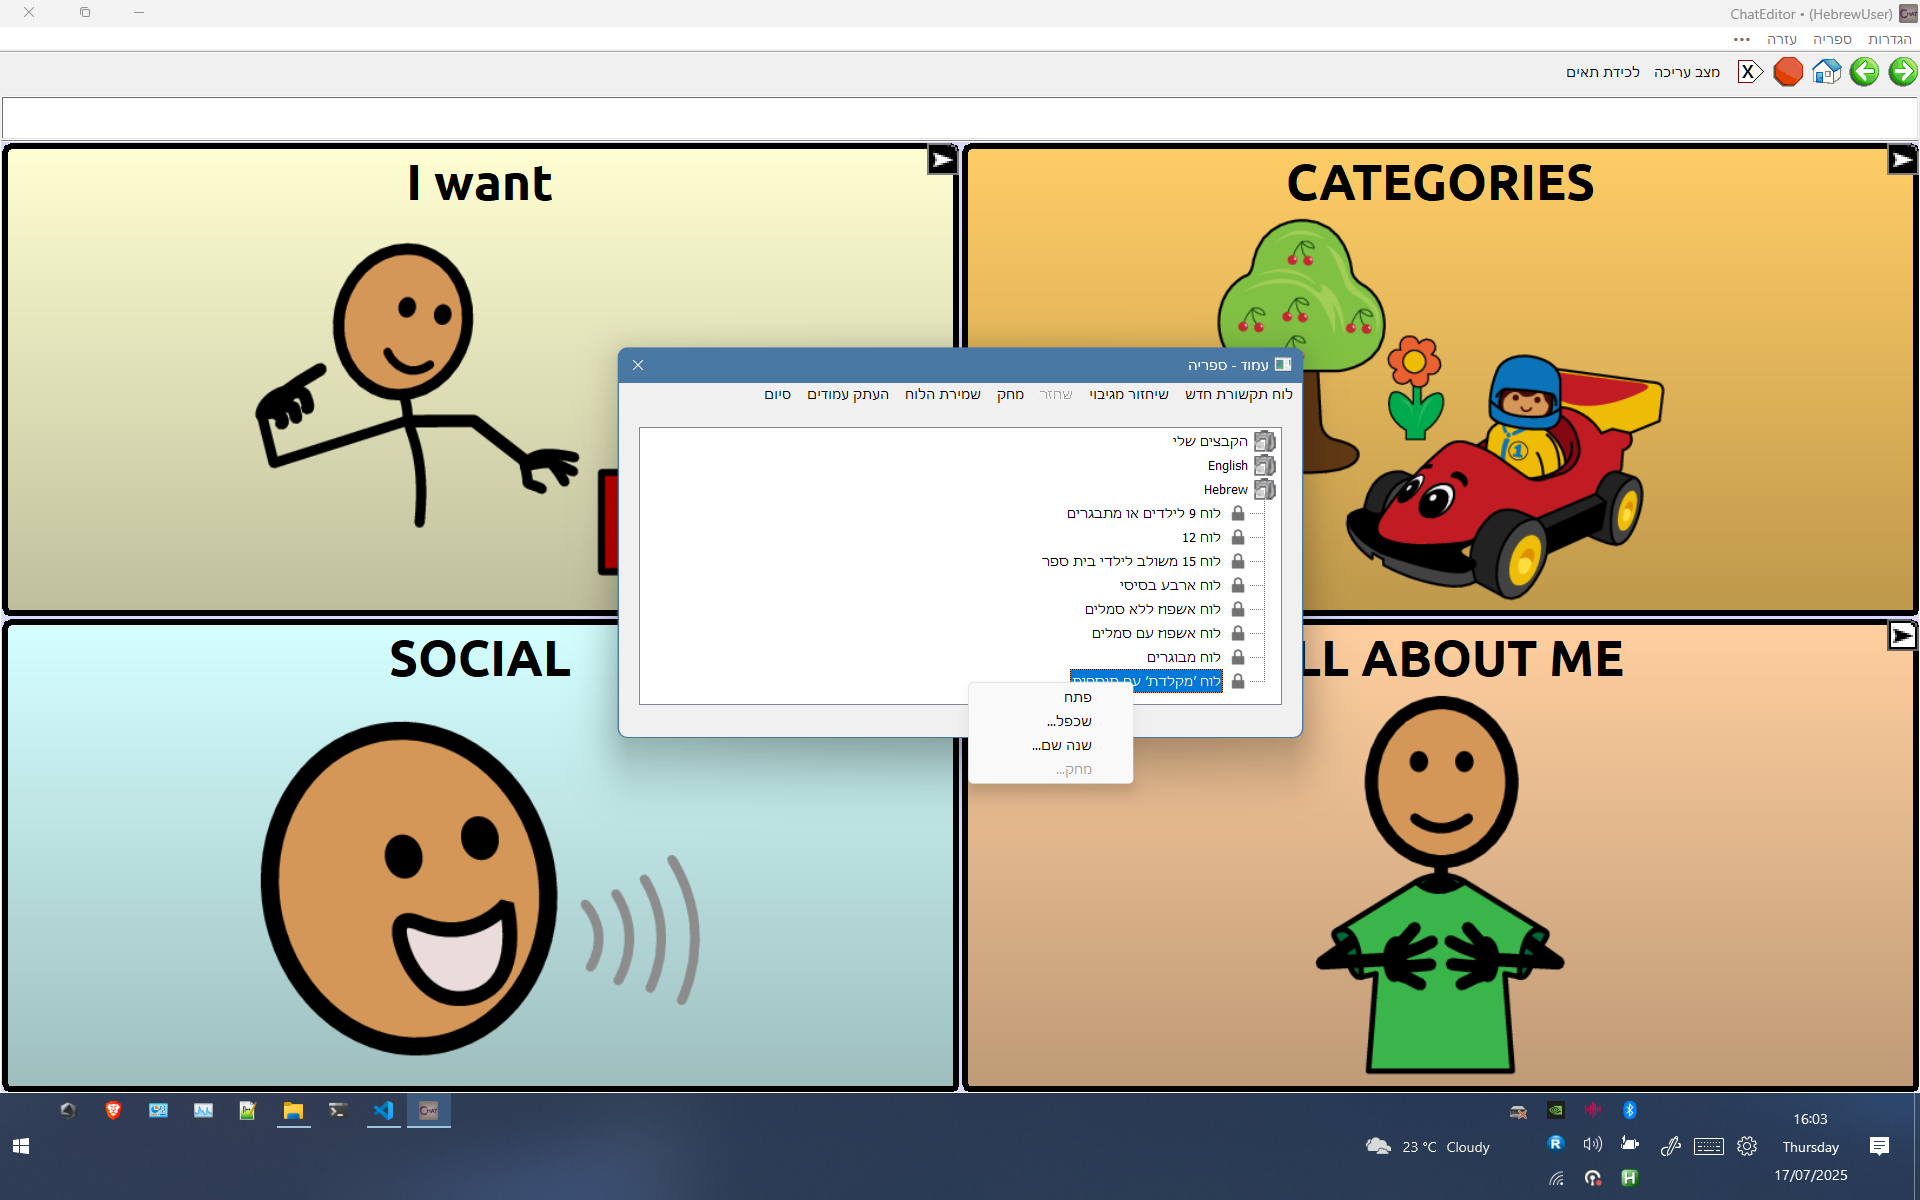 ChatEditor • (HebrewUser)
הגדרות ספריה עזרה •••
מצב עריכה לכידת תאים
I want
CATEGORIES
SOCIAL
LL ABOUT ME
עמוד - ספריה
לוח תקשורת חדש שיחזור מגיבוי שחזר מחק שמירת הלוח העתק עמודים סיום
הקבצים שלי
English
Hebrew
לוח 9 לילדים או מתבגרים
לוח 12
לוח 15 משולב לילדי בית ספר
לוח ארבע בסיסי
לוח אשפוז ללא סמלים
לוח אשפוז עם סמלים
לוח מבוגרים
לוח 'מקלדת' עם
פתח
שכפל...
שנה שם...
מחק...
23 °C Cloudy
16:03
Thursday
17/07/2025